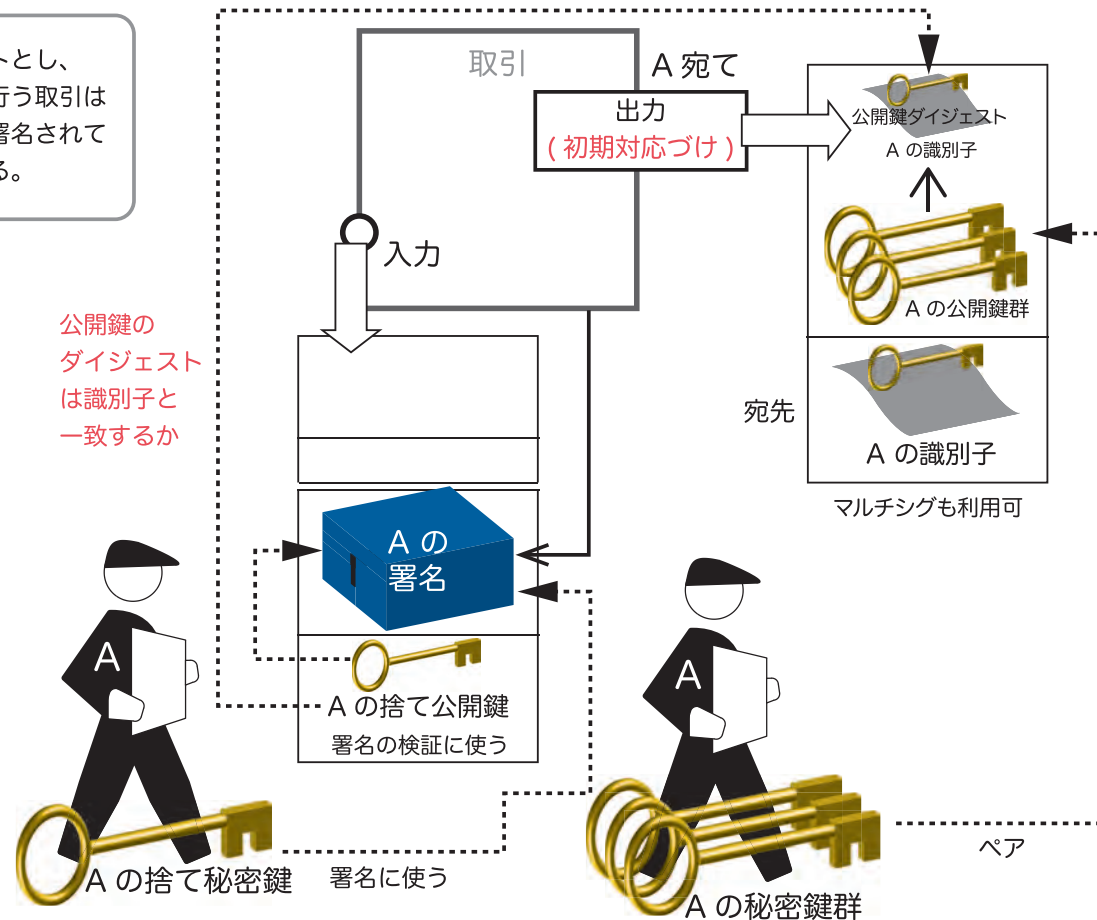 トとし、
行う取引は
署名されて
る。
取引
A 宛て
出力
( 初期対応づけ )
公開鍵ダイジェスト
A の識別子
入力
A の公開鍵群
公開鍵の
ダイジェスト
は識別子と
一致するか
宛先
A の識別子
マルチシグも利用可
A の
署名
A
A
A の捨て公開鍵
署名の検証に使う
A の捨て秘密鍵
署名に使う
ペア
A の秘密鍵群